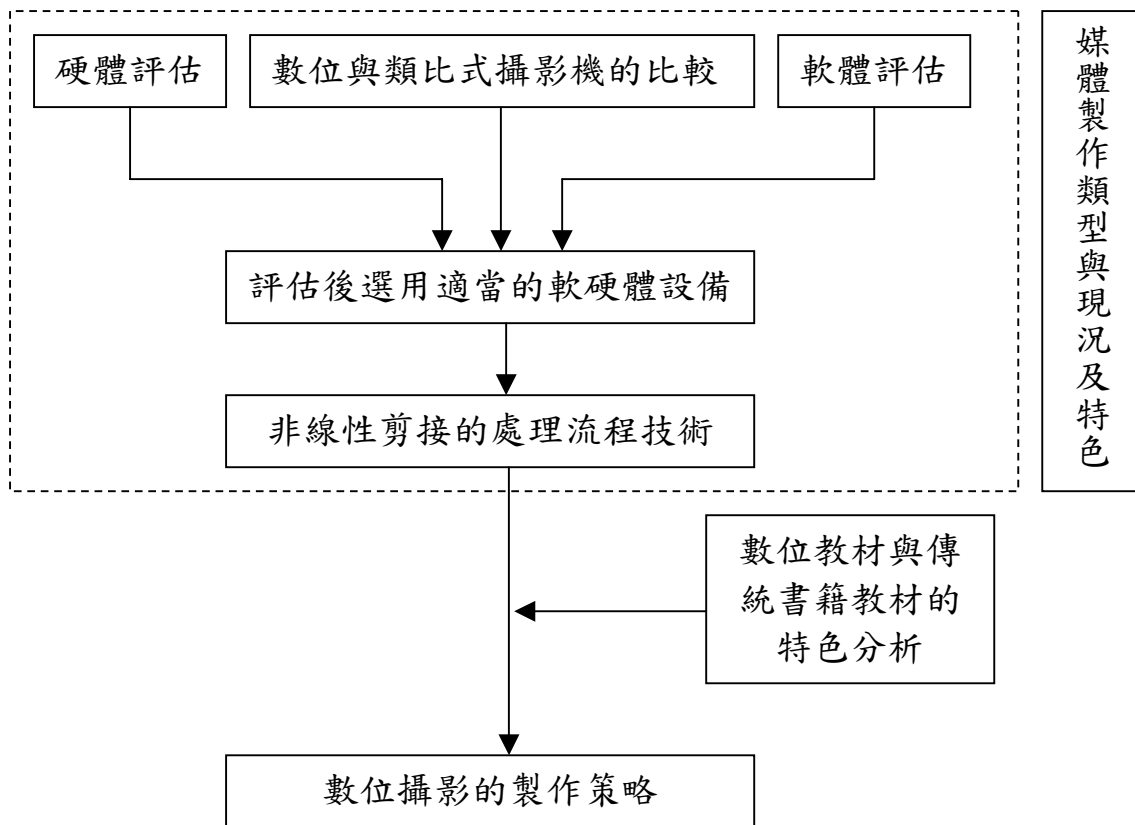 硬體評估
數位與類比式攝影機的比較
軟體評估
評估後選用適當的軟硬體設備
非線性剪接的處理流程技術
媒體製作類型與現況及特色
數位教材與傳
統書籍教材的
特色分析
數位攝影的製作策略